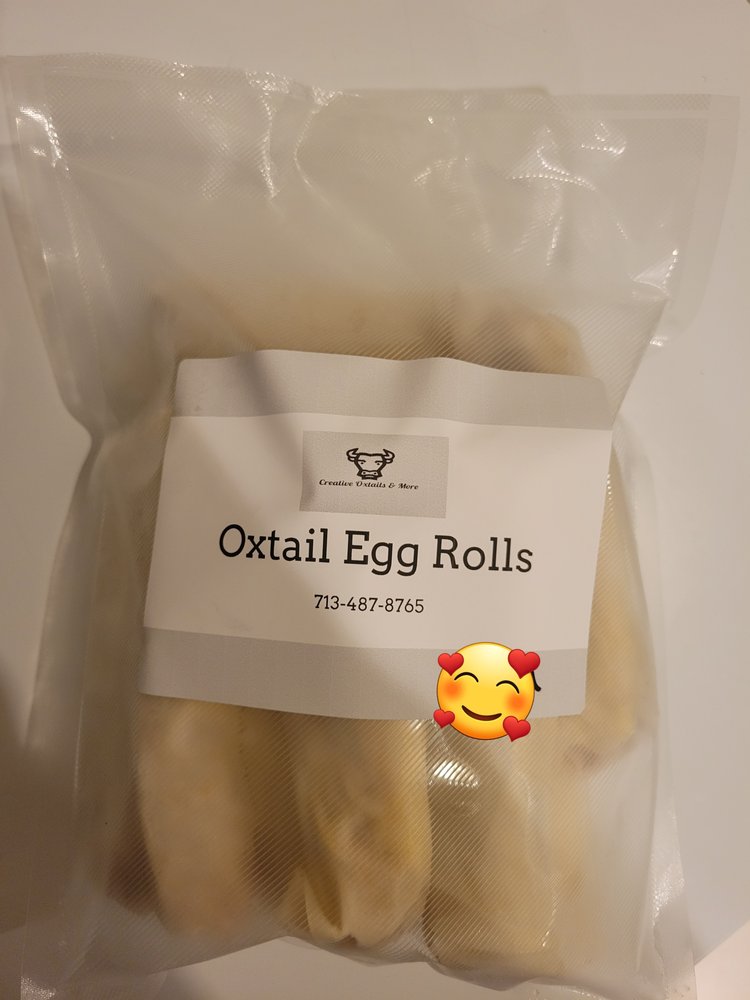 Creative Oxtails & More
Oxtail Egg Rolls
713-487-8765